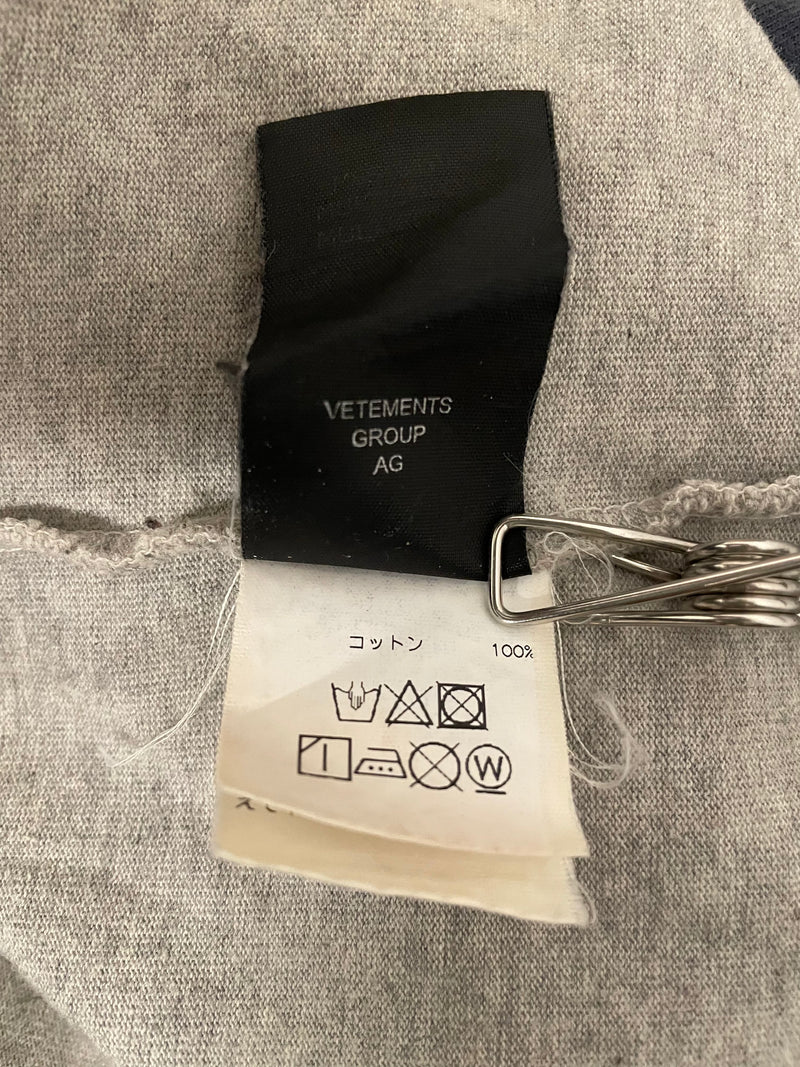 VETEMENTS
GROUP
AG
コットン 100%
W